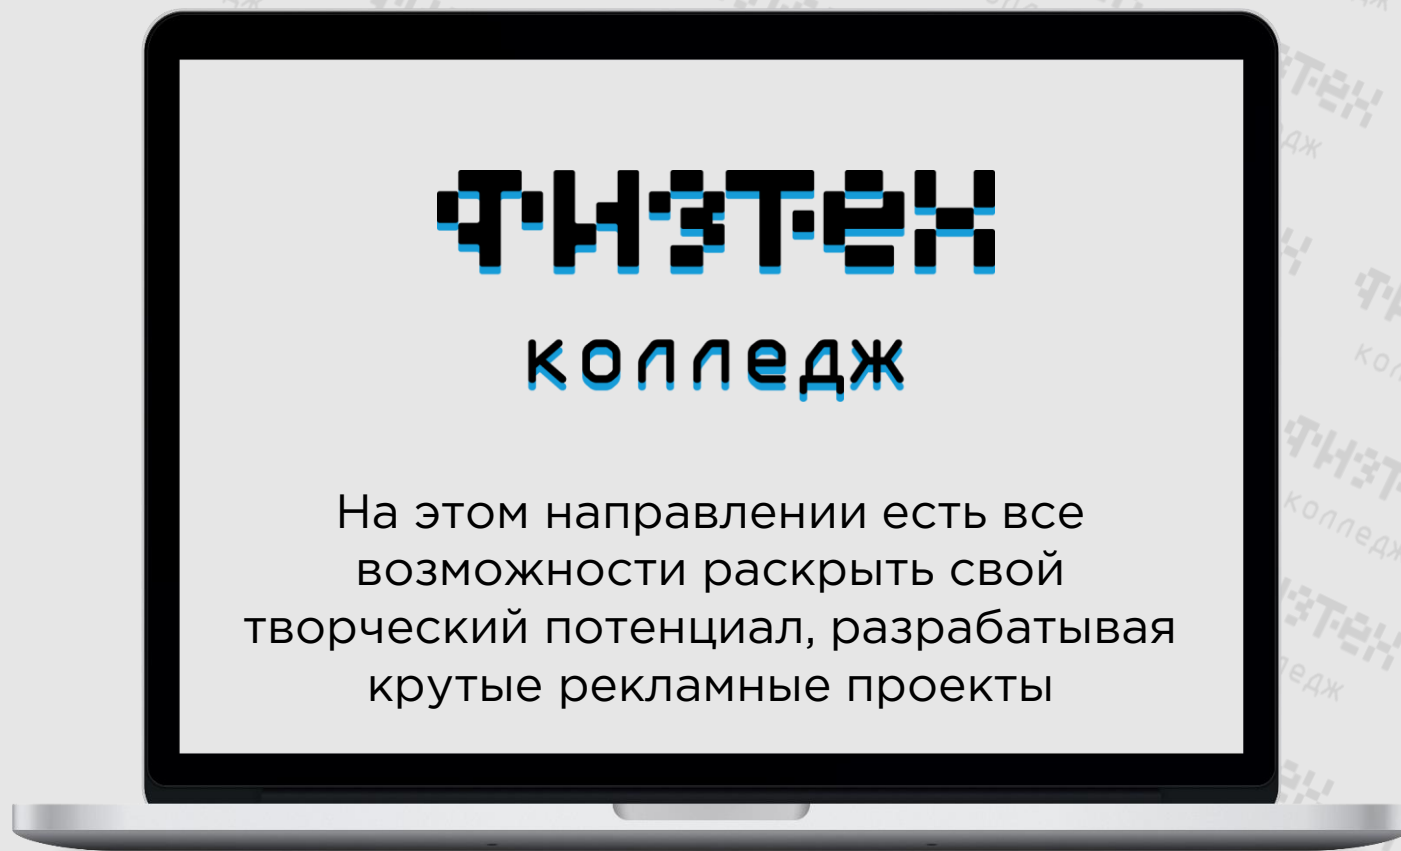 ФИЗТЕХ
колледж
На этом направлении есть все
возможности раскрыть свой
творческий потенциал, разрабатывая
крутые рекламные проекты